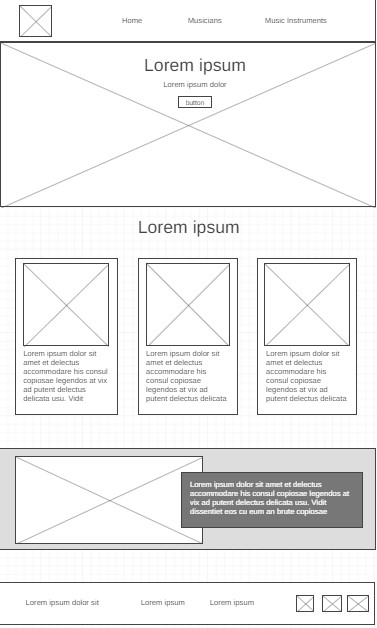 Home Musicians Music Instruments
Lorem ipsum
Lorem ipsum dolor
button
Lorem ipsum
Lorem ipsum dolor sit
amet et delectus
accommodare his consul
copiosae legendos at vix
ad putent delectus
delicata usu. Vidit
Lorem ipsum dolor sit
amet et delectus
accommodare his
consul copiosae
legendos at vix ad
putent delectus delicata
Lorem ipsum dolor sit
amet et delectus
accommodare his
consul copiosae
legendos at vix ad
putent delectus delicata
Lorem ipsum dolor sit amet et delectus
accommodare his consul copiosae legendos at
vix ad putent delectus delicata usu. Vidit
dissentiet eos cu eum an brute copiosae
Lorem ipsum dolor sit Lorem ipsum Lorem ipsum